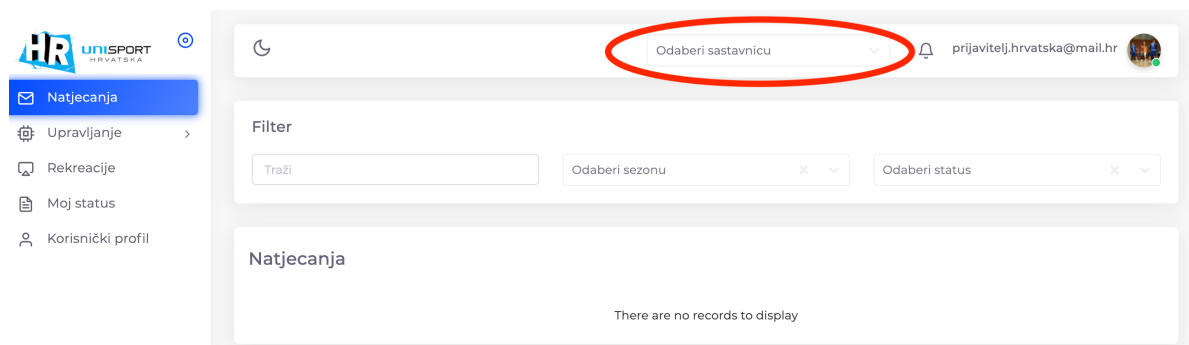 HR UNISPORT
HRVATSKA
Odaberi sastavnicu
prijavitelj.hrvatska@mail.hr
Natjecanja
Upravljanje
Rekreacije
Moj status
Korisnički profil
Filter
Traži
Odaberi sezonu
Odaberi status
Natjecanja
There are no records to display